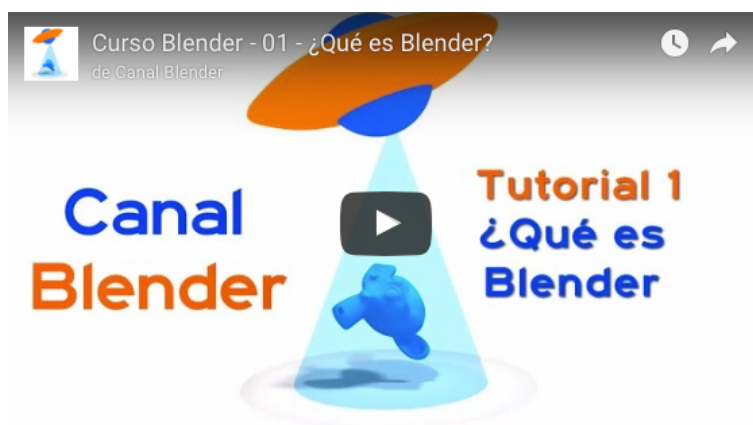 Curso Blender - 01 - ¿Qué es Blender?
de Canal Blender
Canal
Blender
Tutorial 1
¿Qué es
Blender